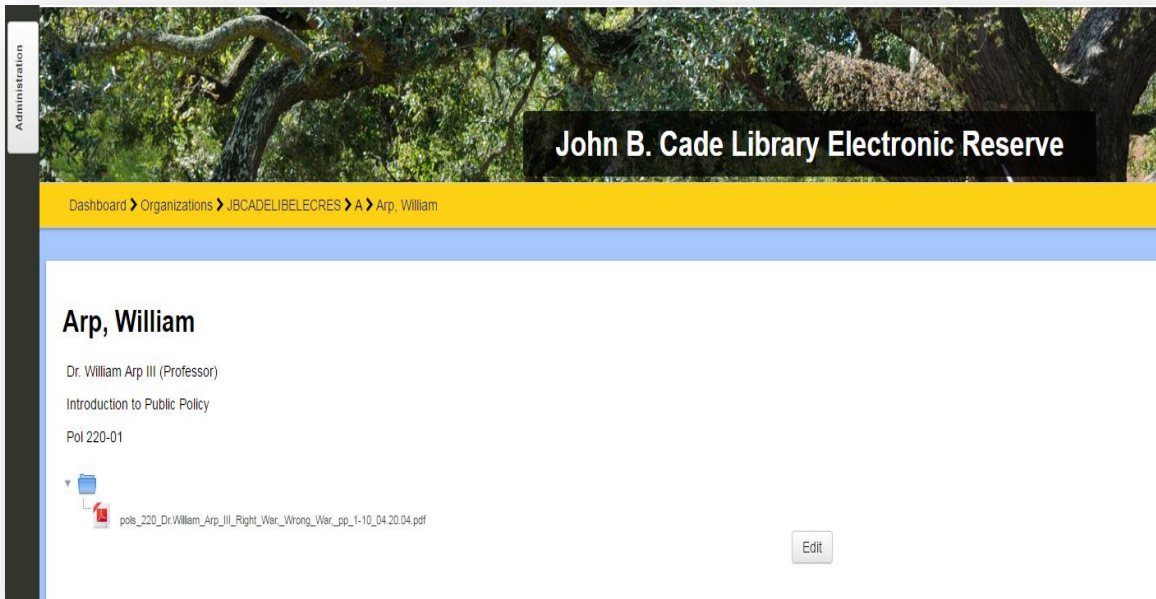 Administration
John B. Cade Library Electronic Reserve
Dashboard > Organizations > JBCADELIBELECRES > A > Arp, William
Arp, William
Dr. William Arp III (Professor)
Introduction to Public Policy
Pol 220-01
pols_220_Dr.William_Arp_III_Right_War,_Wrong_War,_pp_1-10_04.20.04.pdf
Edit